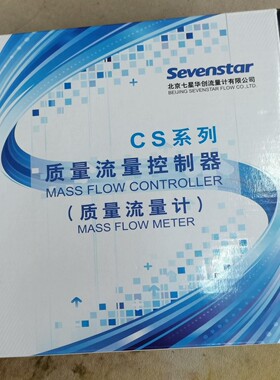 Sevenstar
北京七星华创流量计有限公司
BEIJING SEVENSTAR FLOW CO.,LTD.
CS系列
质量流量控制器
MASS FLOW CONTROLLER
(质量流量计)
MASS FLOW METER